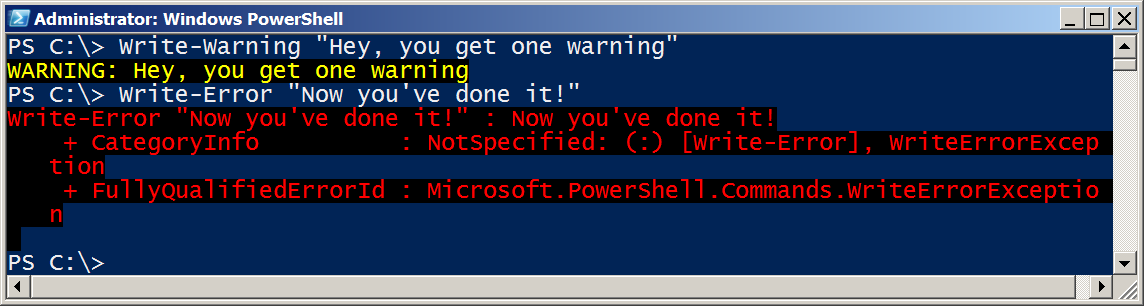 Administrator: Windows PowerShell
PS C:\> Write-Warning "Hey, you get one warning"
WARNING: Hey, you get one warning
PS C:\> Write-Error "Now you've done it!"
Write-Error "Now you've done it!" : Now you've done it!
    + CategoryInfo          : NotSpecified: (:) [Write-Error], WriteErrorExcep
   tion
    + FullyQualifiedErrorId : Microsoft.PowerShell.Commands.WriteErrorExceptio
   n
PS C:\>